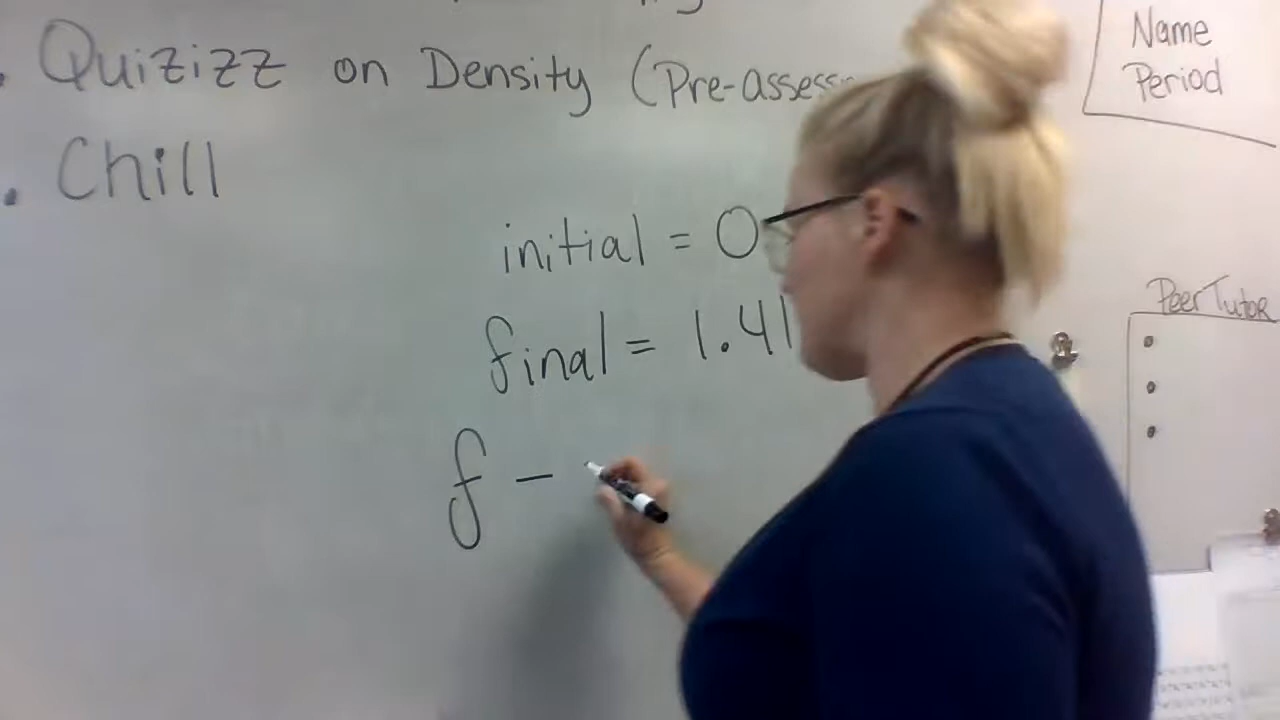 Quizizz on Density (Pre-assess
. Chill
initial = 0
final = 1.41
f -
Name
Period
Peer Tutor